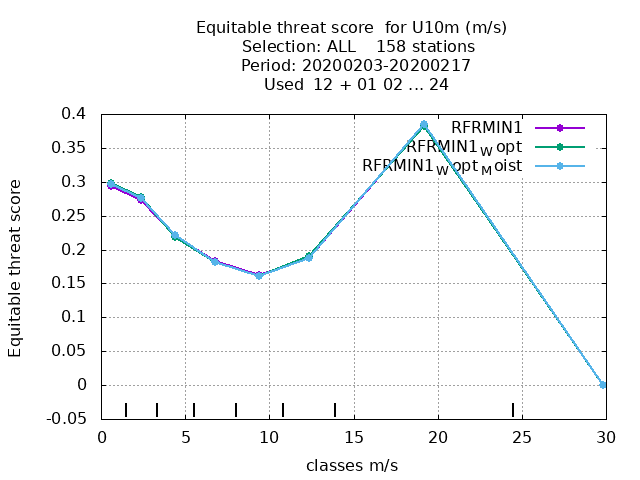 Equitable threat score  for U10m (m/s)
Selection: ALL    158 stations
Period: 20200203-20200217
Used  12 + 01 02 ... 24
RFRMIN1
RFRMIN1Wopt
RFRMIN1WoptMoist
0.4
0.35
0.3
0.25
0.2
0.15
0.1
0.05
0
-0.05
Equitable threat score
0 5 10 15 20 25 30
classes m/s